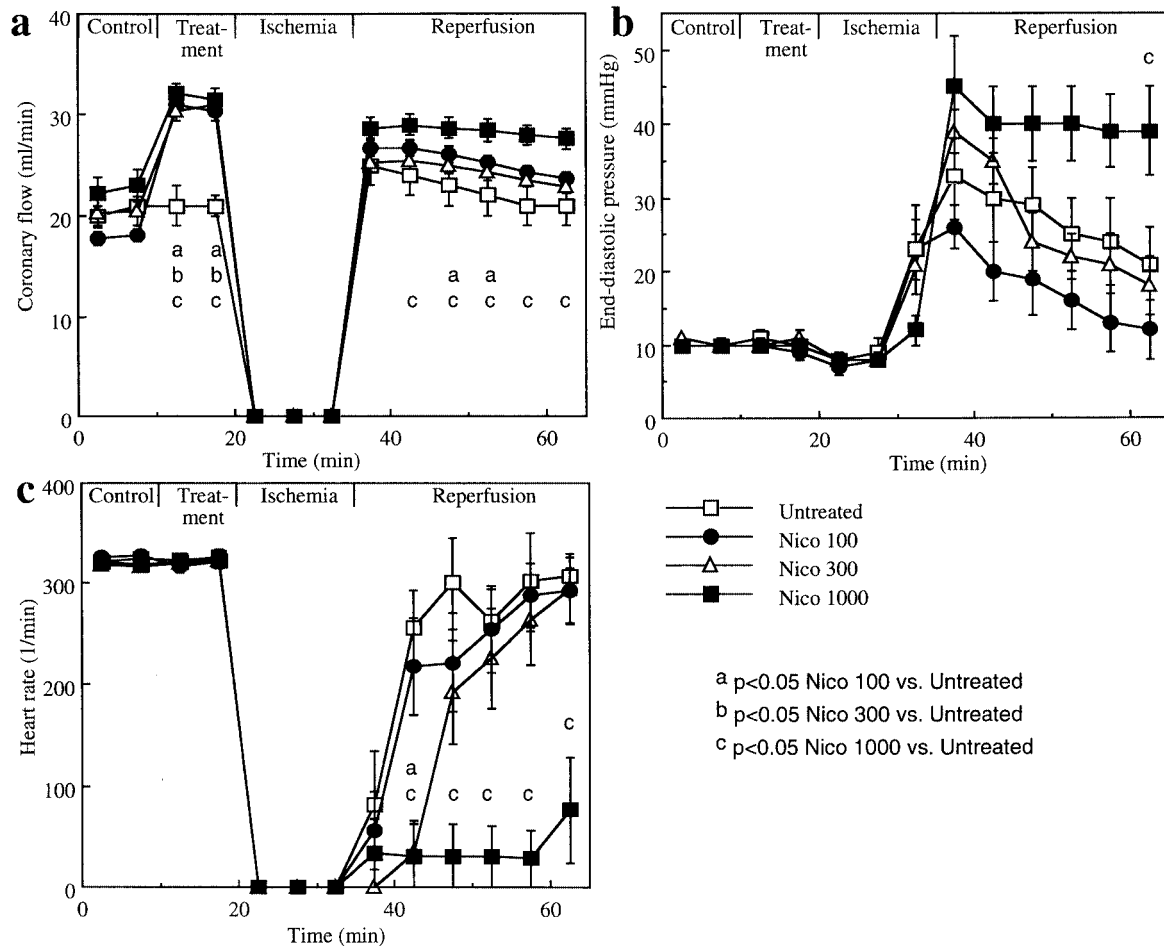 a
Control
Treat-
ment
Ischemia
Reperfusion
Coronary flow (ml/min)
0
10
20
30
40
a
b
c
a
b
c
c
a
c
a
c
c
c
0
20
40
60
Time (min)
b
Control
Treat-
ment
Ischemia
Reperfusion
End-diastolic pressure (mmHg)
0
10
20
30
40
50
c
0
20
40
60
Time (min)
c
Control
Treat-
ment
Ischemia
Reperfusion
Heart rate (1/min)
0
100
200
300
400
a
c
c
c
c
c
0
20
40
60
Time (min)
Untreated
Nico 100
Nico 300
Nico 1000
a p<0.05 Nico 100 vs. Untreated
b p<0.05 Nico 300 vs. Untreated
c p<0.05 Nico 1000 vs. Untreated